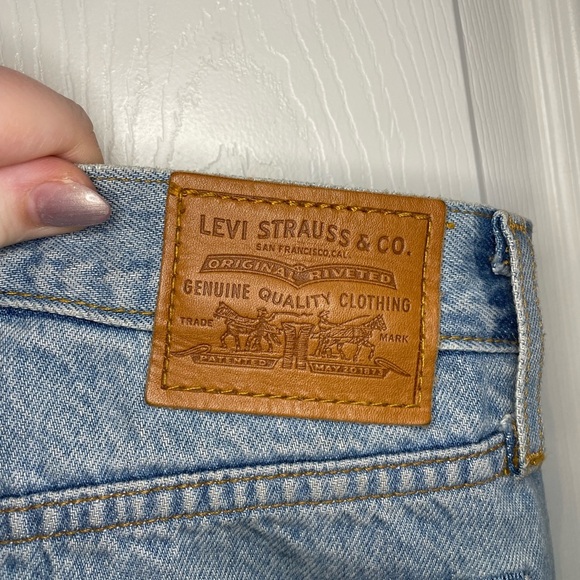 LEVI STRAUSS & CO.
SAN FRANCISCO, CAL.
ORIGINAL RIVETED
GENUINE QUALITY CLOTHING
TRADE MARK
PATENTED MAY 20 1873